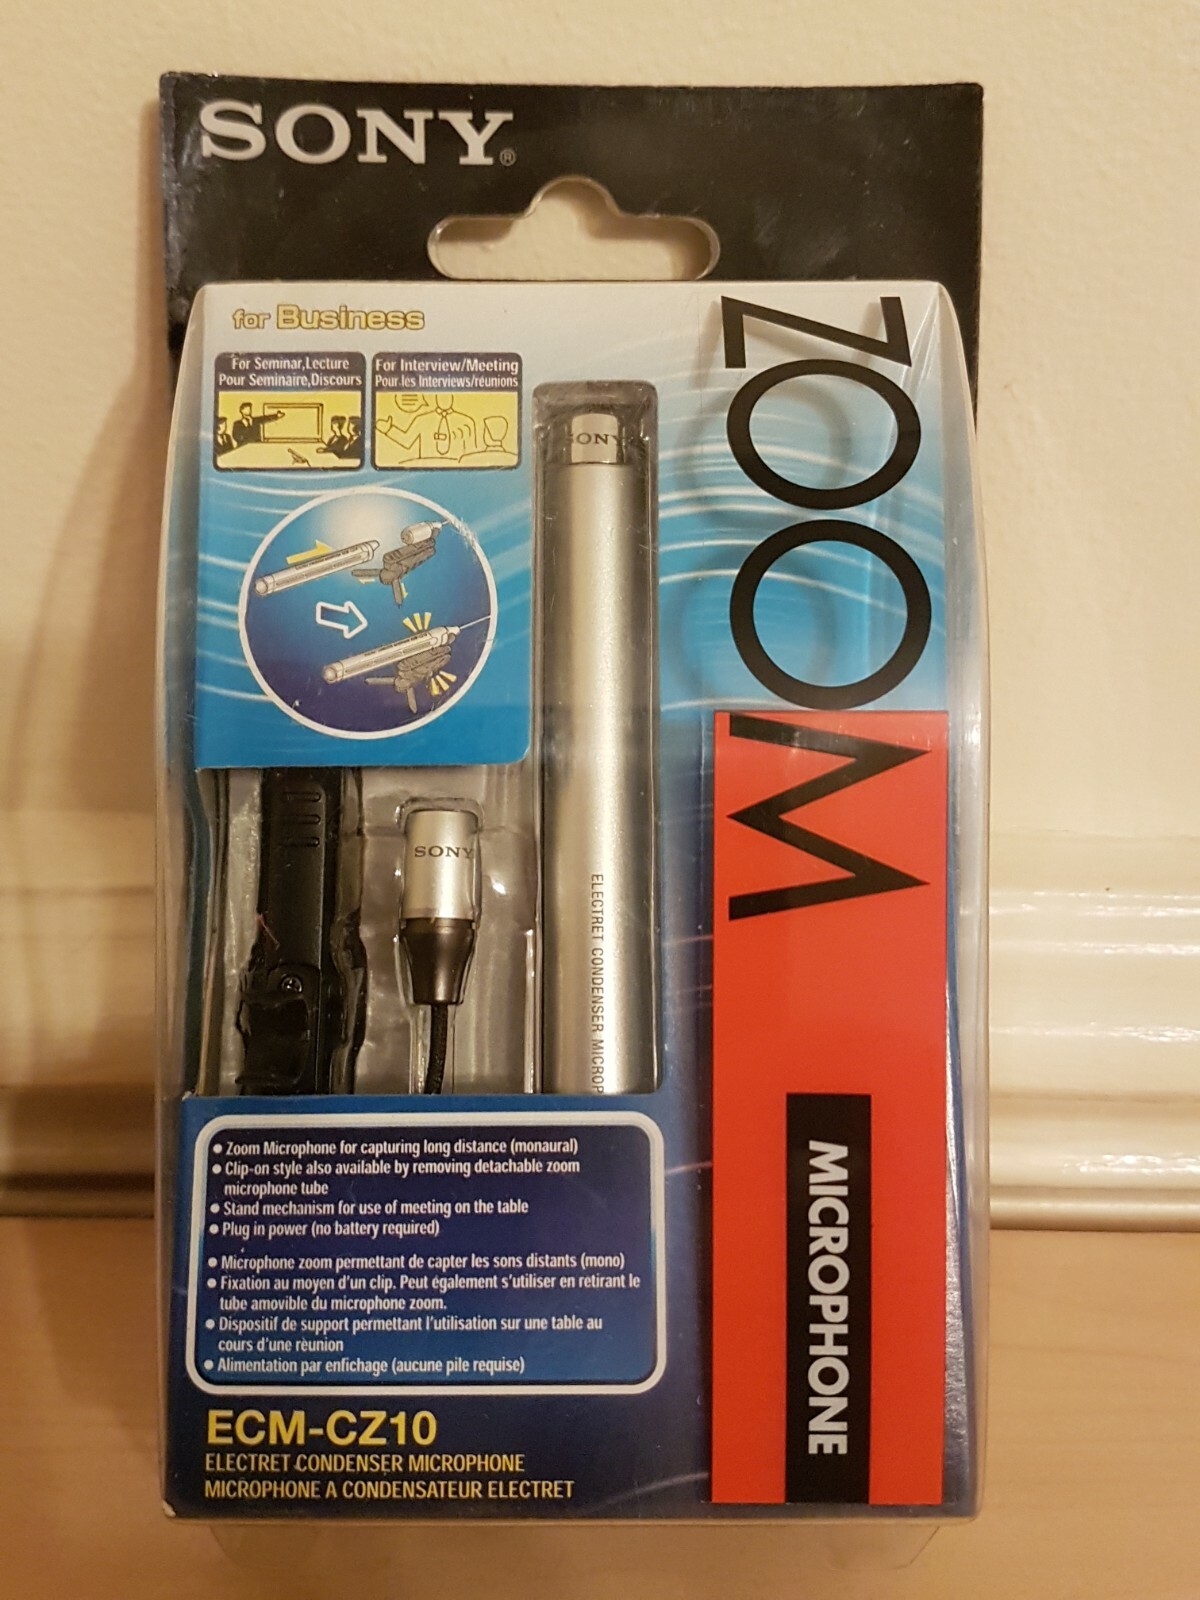 SONY®
for Business
For Seminar,Lecture
Pour Seminaire,Discours
For Interview/Meeting
Pour les Interviews/réunions
ZOOM
MICROPHONE
SONY
SONY
ELECTRET CONDENSER MICROP
● Zoom Microphone for capturing long distance (monaural)
● Clip-on style also available by removing detachable zoom
microphone tube
● Stand mechanism for use of meeting on the table
● Plug in power (no battery required)
● Microphone zoom permettant de capter les sons distants (mono)
● Fixation au moyen d'un clip. Peut également s'utiliser en retirant le
tube amovible du microphone zoom.
● Dispositif de support permettant l'utilisation sur une table au
cours d'une réunion
● Alimentation par enfichage (aucune pile requise)
ECM-CZ10
ELECTRET CONDENSER MICROPHONE
MICROPHONE A CONDENSATEUR ELECTRET